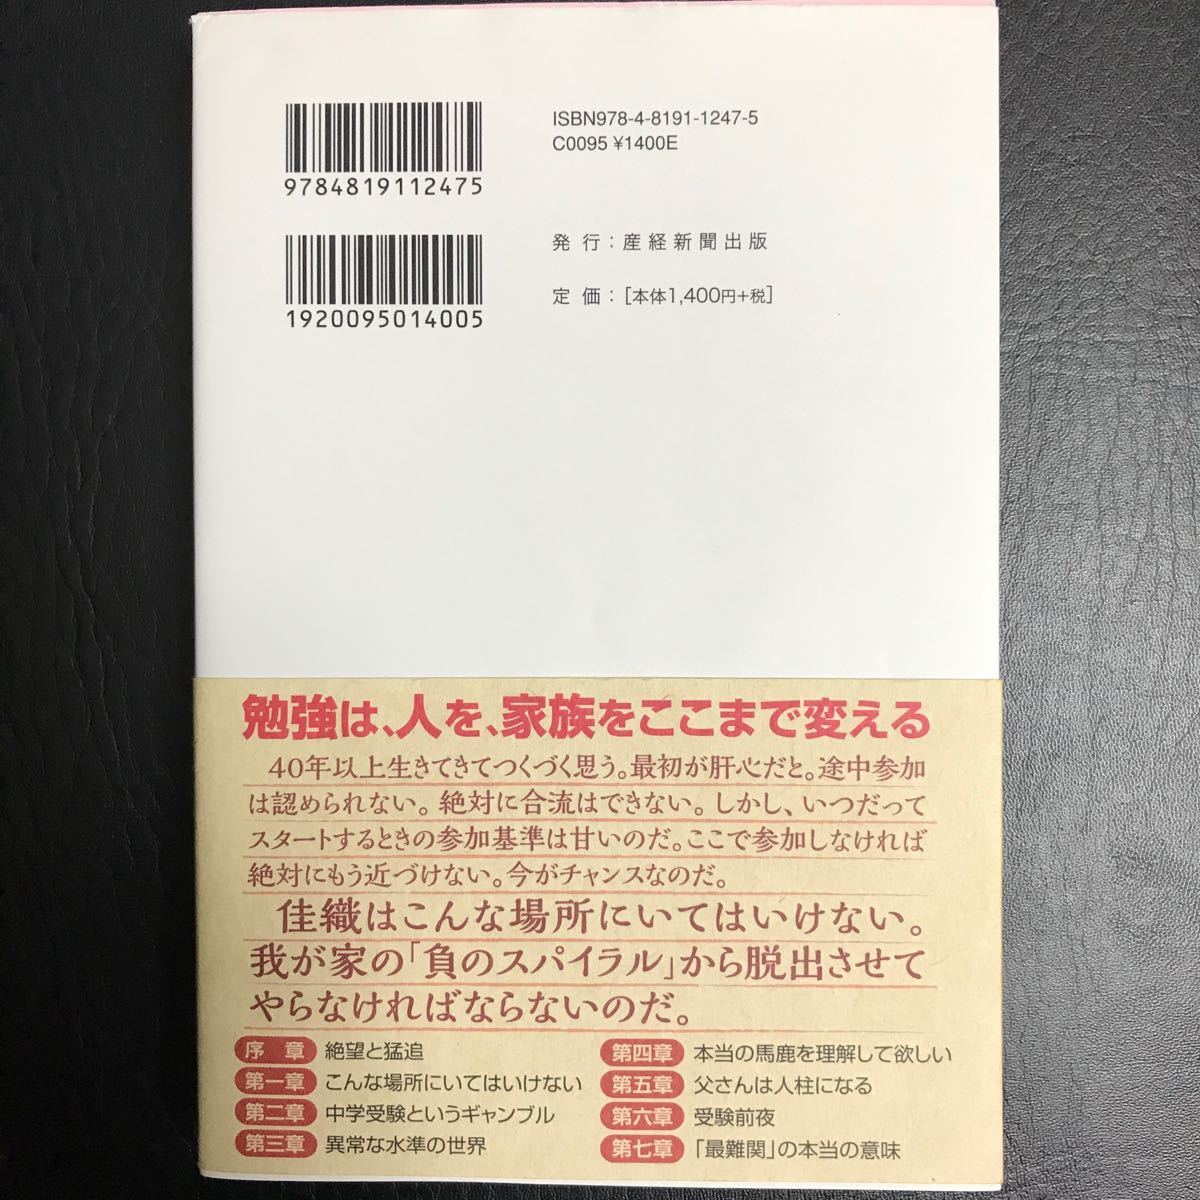 9784819112475
1920095014005
ISBN978-4-8191-1247-5
C0095 ¥1400E
発行：産経新聞出版
定価：［本体1,400円+税］
勉強は、人を、家族をここまで変える
40年以上生きてきてつくづく思う。最初が肝心だと。途中参加
は認められない。絶対に合流はできない。しかし、いつだって
スタートするときの参加基準は甘いのだ。ここで参加しなければ
絶対にもう近づけない。今がチャンスなのだ。
佳織はこんな場所にいてはいけない。
我が家の「負のスパイラル」から脱出させて
やらなければならないのだ。
序章 絶望と猛追
第一章 こんな場所にいてはいけない
第二章 中学受験というギャンブル
第三章 異常な水準の世界
第四章 本当の馬鹿を理解して欲しい
第五章 父さんは人柱になる
第六章 受験前夜
第七章 「最難関」の本当の意味